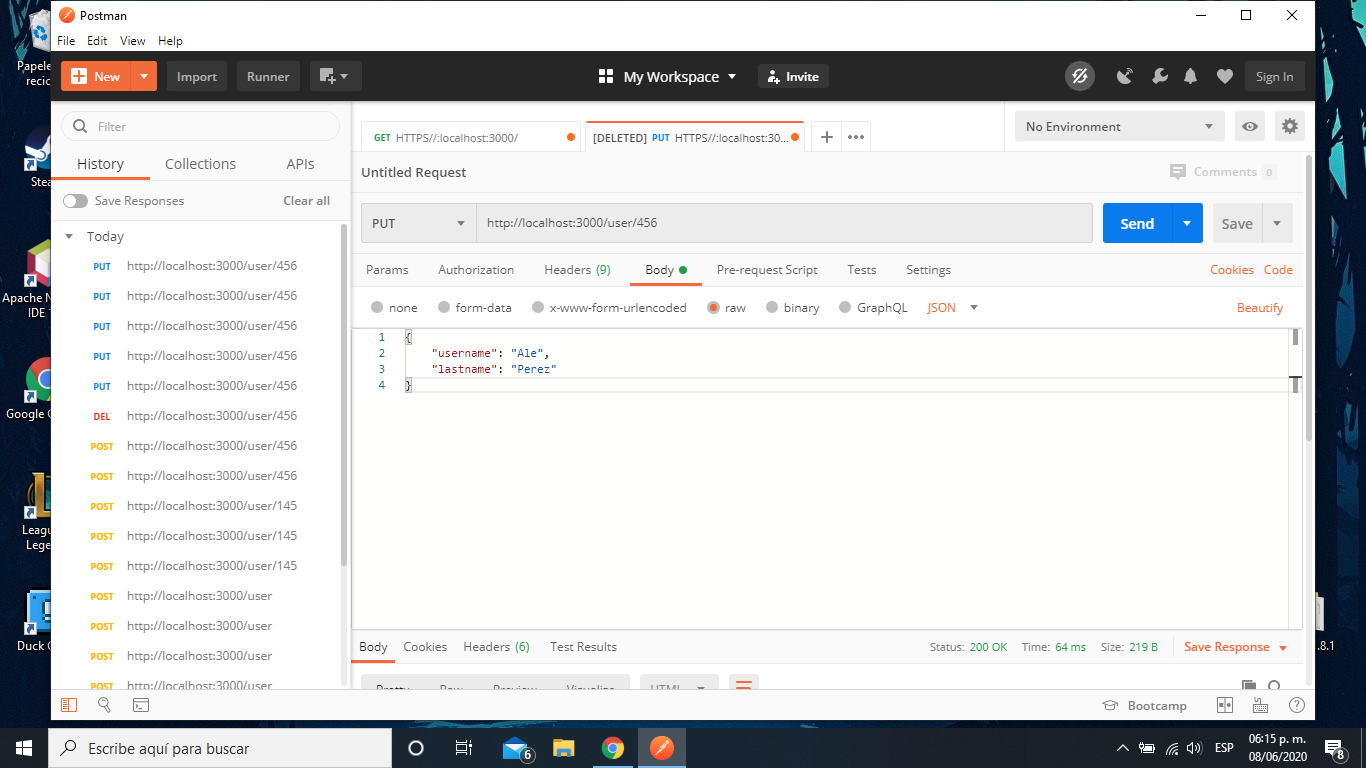 Postman
File Edit View Help
New Import Runner My Workspace Invite Sign In
Filter
History Collections APIs
Save Responses Clear all
Today
PUT http://localhost:3000/user/456
PUT http://localhost:3000/user/456
PUT http://localhost:3000/user/456
PUT http://localhost:3000/user/456
PUT http://localhost:3000/user/456
DEL http://localhost:3000/user/456
POST http://localhost:3000/user/456
POST http://localhost:3000/user/456
POST http://localhost:3000/user/145
POST http://localhost:3000/user/145
POST http://localhost:3000/user/145
POST http://localhost:3000/user
POST http://localhost:3000/user
POST http://localhost:3000/user
POST http://localhost:3000/user
GET HTTPS//:localhost:3000/ [DELETED] PUT HTTPS//:localhost:30... No Environment
Untitled Request Comments 0
PUT http://localhost:3000/user/456 Send Save
Params Authorization Headers (9) Body Pre-request Script Tests Settings Cookies Code
none form-data x-www-form-urlencoded raw binary GraphQL JSON Beautify
1 {
2 "username": "Ale",
3 "lastname": "Perez"
4 }
Body Cookies Headers (6) Test Results Status: 200 OK Time: 64 ms Size: 219 B Save Response
Pretty Raw Preview Visualize HTML
Bootcamp
Papele
recic
Stea
Apache N
IDE
Google C
Leagu
Lege
Duck
.8.1
Escribe aquí para buscar
6
ESP
06:15 p. m.
08/06/2020
8